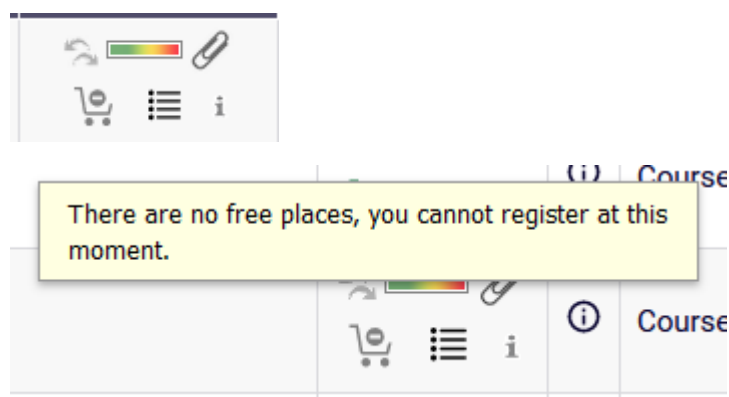 Course
There are no free places, you cannot register at this
moment.
Course